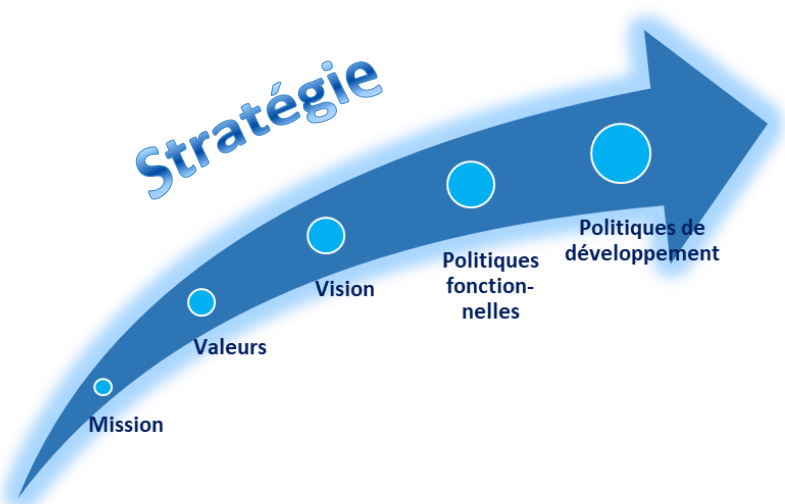 Stratégie
Mission
Valeurs
Vision
Politiques
fonction-
nelles
Politiques de
développement